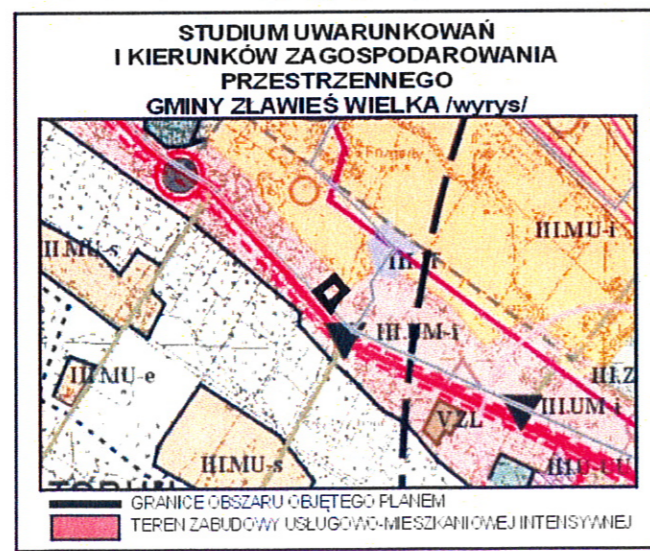 STUDIUM UWARUNKOWAŃ
I KIERUNKÓW ZAGOSPODAROWANIA
PRZESTRZENNEGO
GMINY ZŁAWIEŚ WIELKA /wyrys/
II.MU-s
III.MU-i
III.UM-i
III.MU-e
III.Z
III.UM-i
V.ZL
III.MU-s
GRANICE OBSZARU OBJĘTEGO PLANEM
TEREN ZABUDOWY USŁUGOWO-MIESZKANIOWEJ INTENSYWNEJ